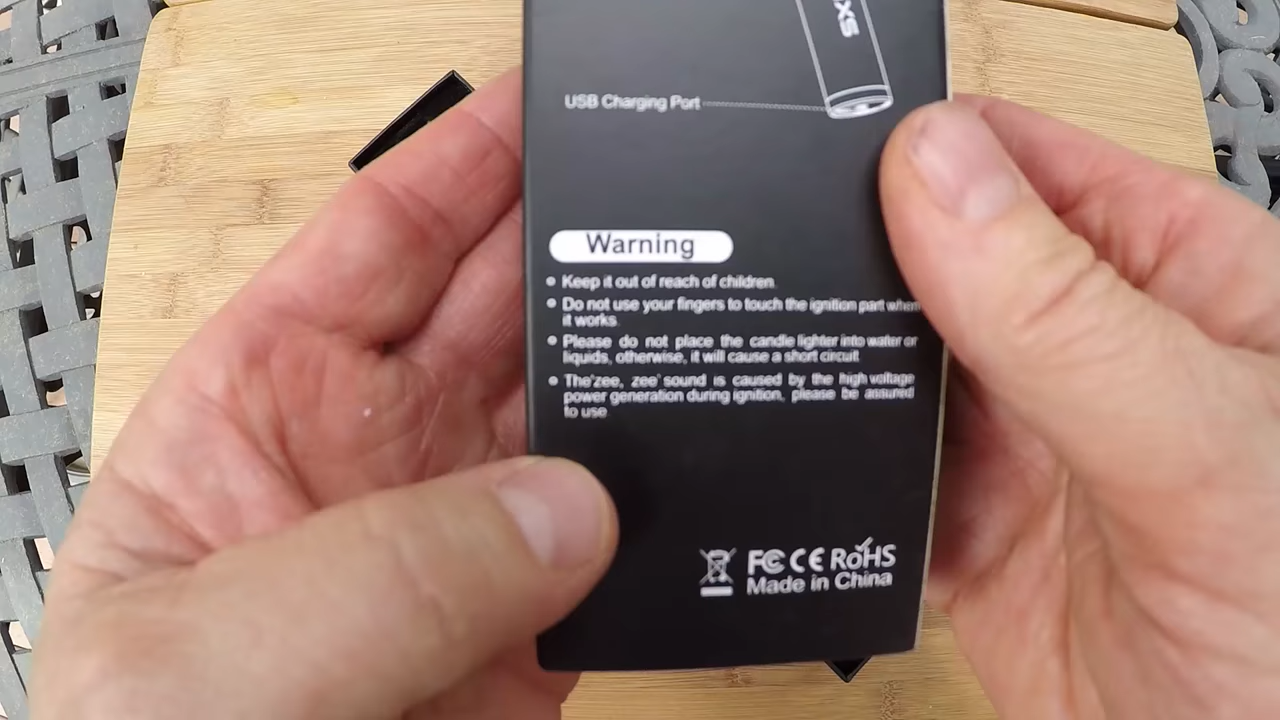 USB Charging Port
Warning
• Keep it out of reach of children.
• Do not use your fingers to touch the ignition part when
it works.
• Please do not place the candle lighter into water or
liquids, otherwise, it will cause a short circuit.
• The'zee, zee' sound is caused by the high voltage
power generation during ignition, please be assured
to use.
FC CE RoHS
Made in China